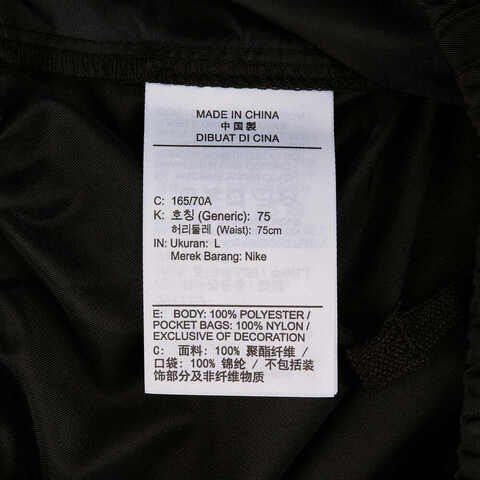 MADE IN CHINA
中国製
DIBUAT DI CINA
C: 165/70A
K: 호칭 (Generic): 75
허리둘레 (Waist): 75cm
IN: Ukuran: L
Merek Barang: Nike
E: BODY: 100% POLYESTER /
POCKET BAGS: 100% NYLON /
EXCLUSIVE OF DECORATION
C: 面料: 100% 聚酯纤维 /
口袋: 100% 锦纶 / 不包括装
饰部分及非纤维物质